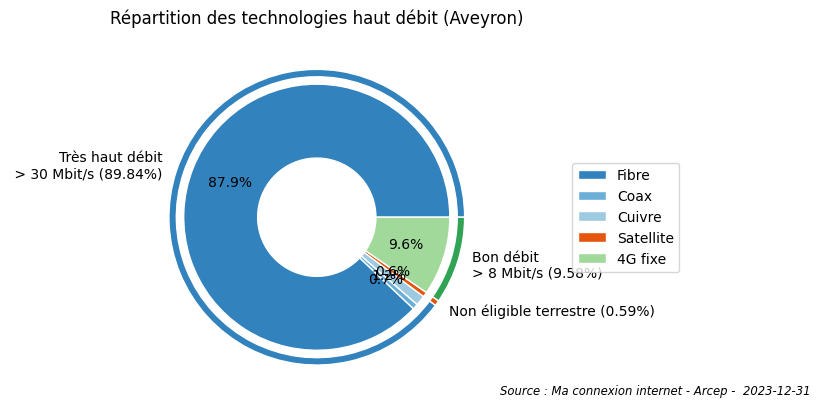 Répartition des technologies haut débit (Aveyron)
Très haut débit
> 30 Mbit/s (89.84%)
87.9%
9.6%
0.6%
0.7%
Bon débit
> 8 Mbit/s (9.58%)
Non éligible terrestre (0.59%)
Fibre
Coax
Cuivre
Satellite
4G fixe
Source : Ma connexion internet - Arcep -  2023-12-31